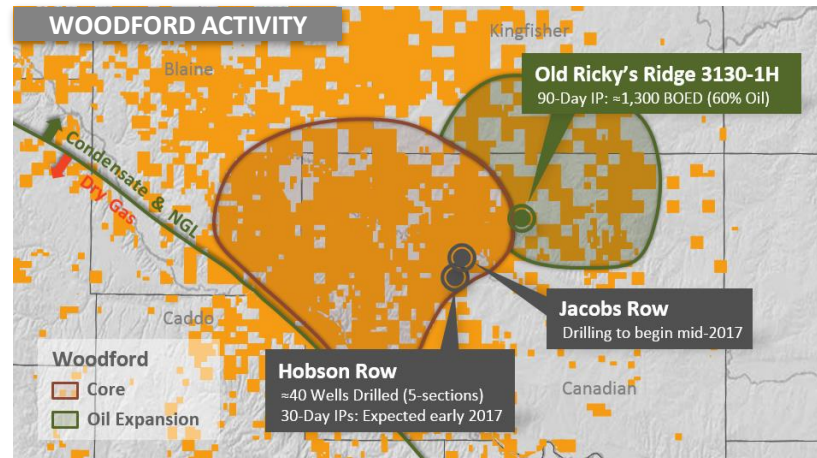 WOODFORD ACTIVITY
Kingfisher
Blaine
Old Ricky's Ridge 3130-1H
90-Day IP: ≈1,300 BOED (60% Oil)
Condensate & NGL
Dry Gas
Jacobs Row
Drilling to begin mid-2017
Caddo
Hobson Row
≈40 Wells Drilled (5-sections)
30-Day IPs: Expected early 2017
Canadian
Woodford
Core
Oil Expansion